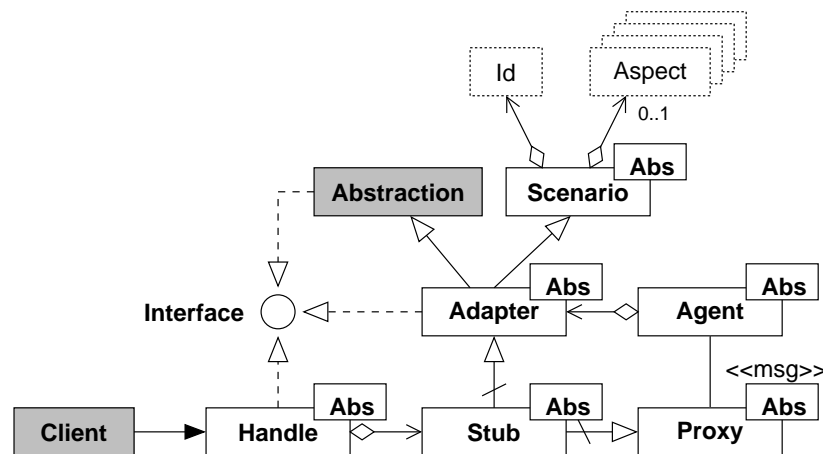 Id
Aspect
0..1
Abs
Abstraction
Scenario
Abs
Abs
Interface
Adapter
Agent
<<msg>>
Abs
Abs
Abs
Client
Handle
Stub
Proxy